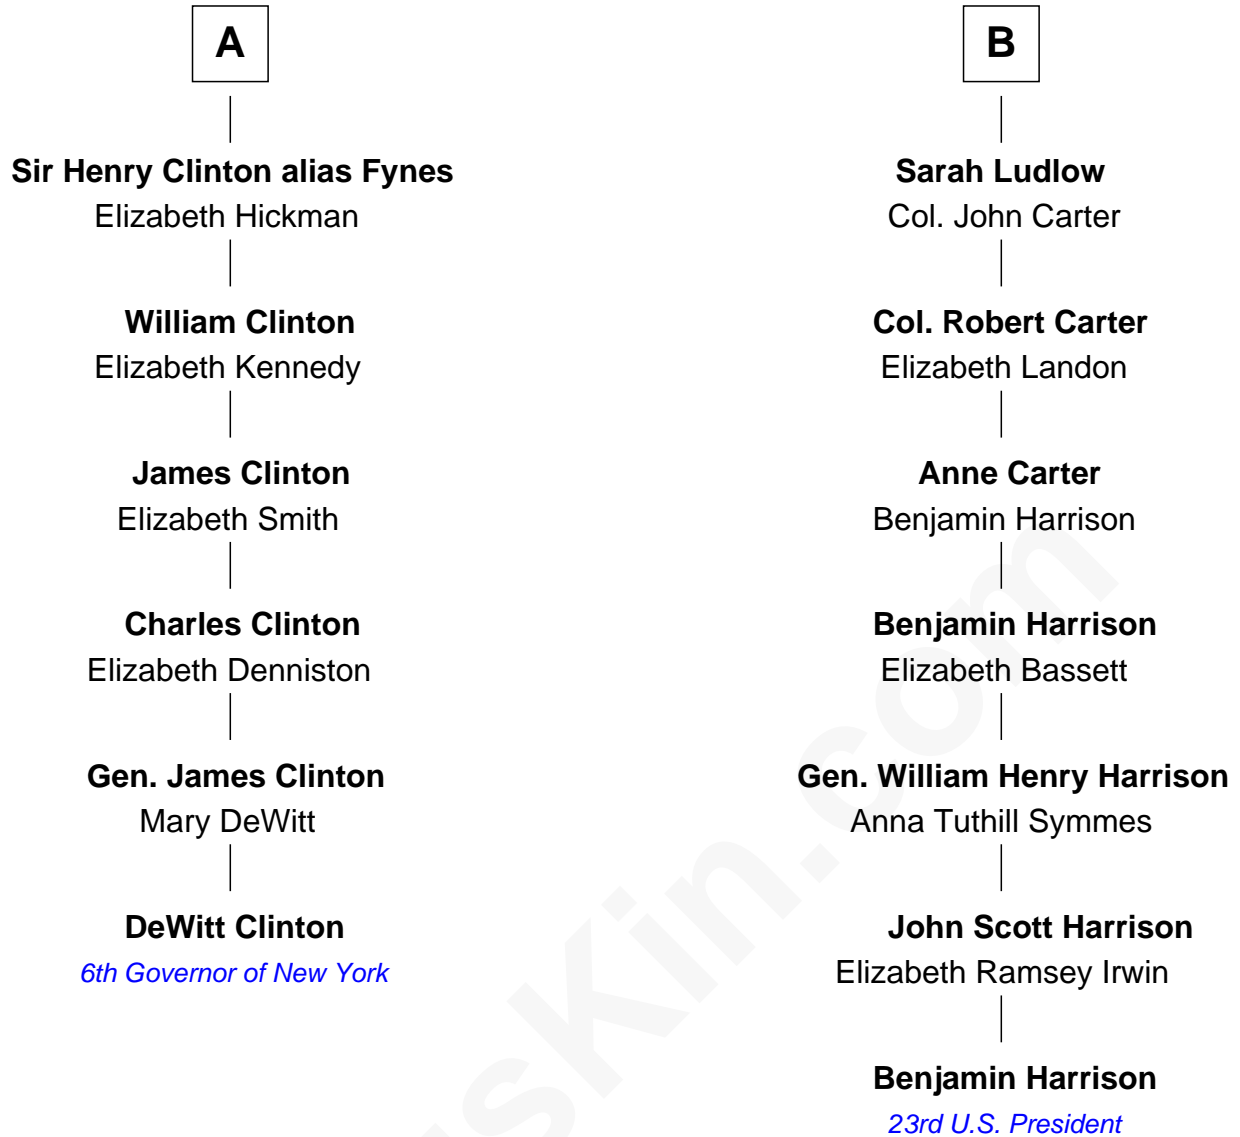 A
Sir Henry Clinton alias Fynes
Elizabeth Hickman
William Clinton
Elizabeth Kennedy
James Clinton
Elizabeth Smith
Charles Clinton
Elizabeth Denniston
Gen. James Clinton
Mary DeWitt
DeWitt Clinton
6th Governor of New York
B
Sarah Ludlow
Col. John Carter
Col. Robert Carter
Elizabeth Landon
Anne Carter
Benjamin Harrison
Benjamin Harrison
Elizabeth Bassett
Gen. William Henry Harrison
Anna Tuthill Symmes
John Scott Harrison
Elizabeth Ramsey Irwin
Benjamin Harrison
23rd U.S. President
sKin.com